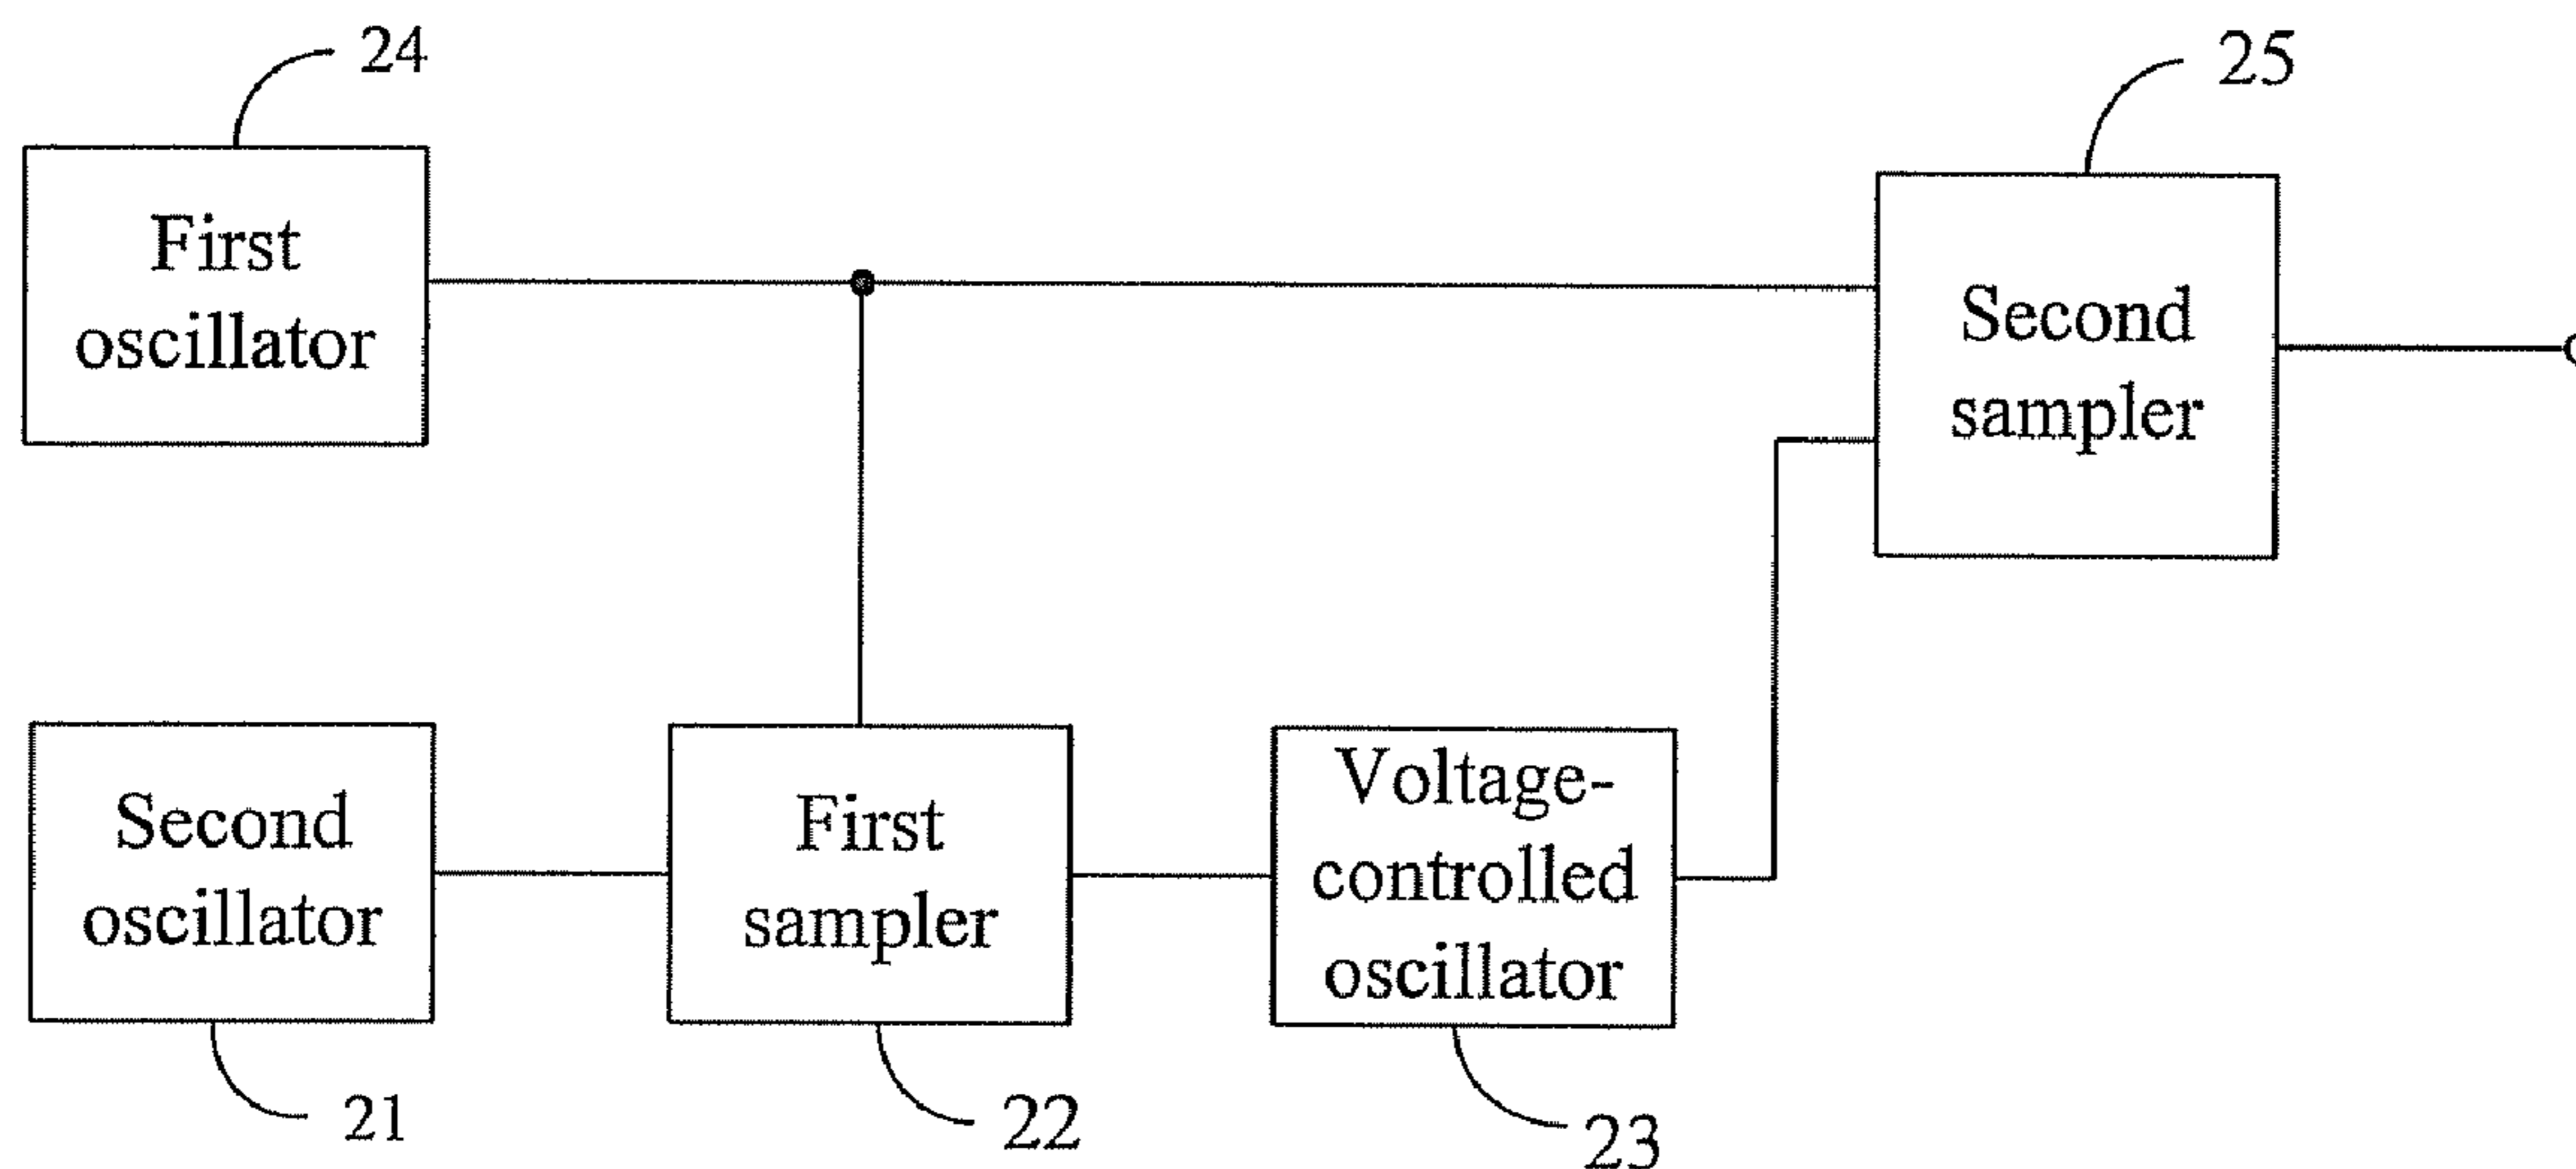 24
25
First
oscillator
Second
sampler
Second
oscillator
First
sampler
Voltage-
controlled
oscillator
21
22
23